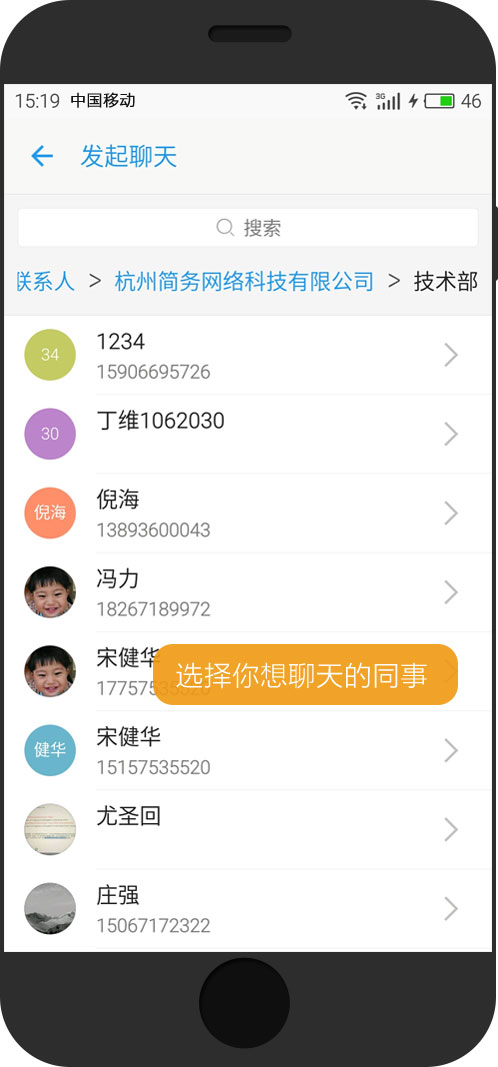 15:19 中国移动 3G 46
发起聊天
搜索
联系人 > 杭州简务网络科技有限公司 > 技术部
34 1234
15906695726
30 丁维1062030
倪海 倪海
13893600043
冯力
18267189972
宋健华
17757535520
选择你想聊天的同事
健华 宋健华
15157535520
尤圣回
庄强
15067172322